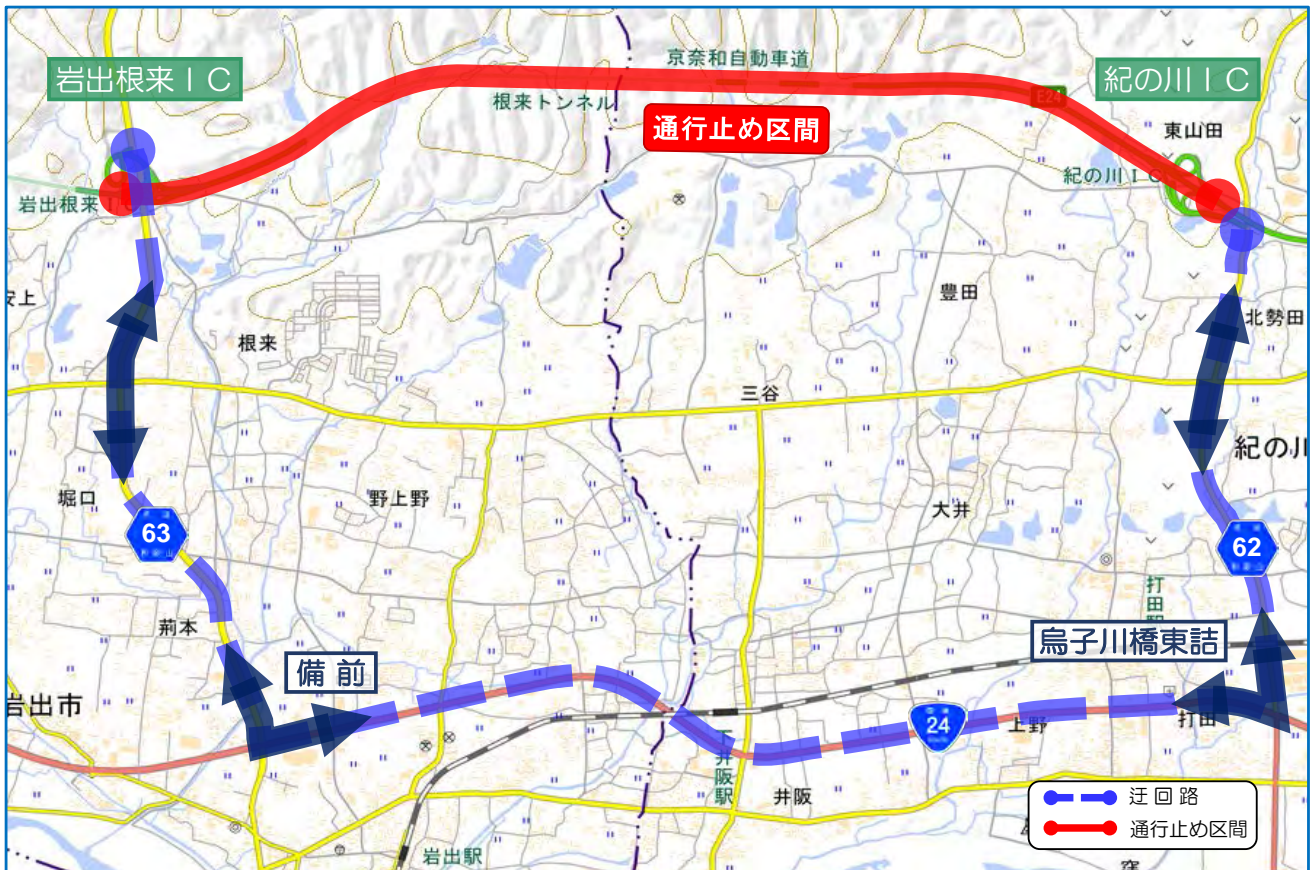 京奈和自動車道
岩出根来ＩＣ
紀の川ＩＣ
根来トンネル
E24
通行止め区間
東山田
紀の川ＩＣ
岩出根来
安上
豊田
北勢田
根来
三谷
紀の川
堀口
野上野
大井
63
62
打田駅
荊本
烏子川橋東詰
備前
岩出市
打田
24
上野
下井阪駅
井阪
迂回路
通行止め区間
岩出駅
窪